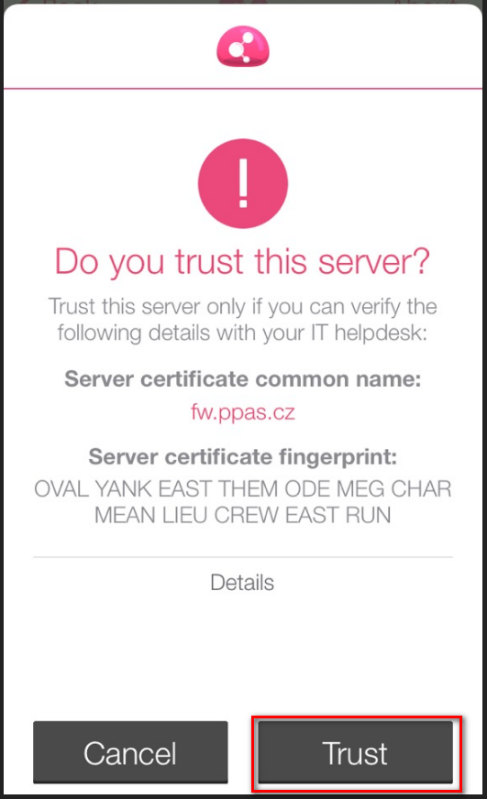 Do you trust this server?
Trust this server only if you can verify the
following details with your IT helpdesk:
Server certificate common name:
fw.ppas.cz
Server certificate fingerprint:
OVAL YANK EAST THEM ODE MEG CHAR
MEAN LIEU CREW EAST RUN
Details
Cancel
Trust